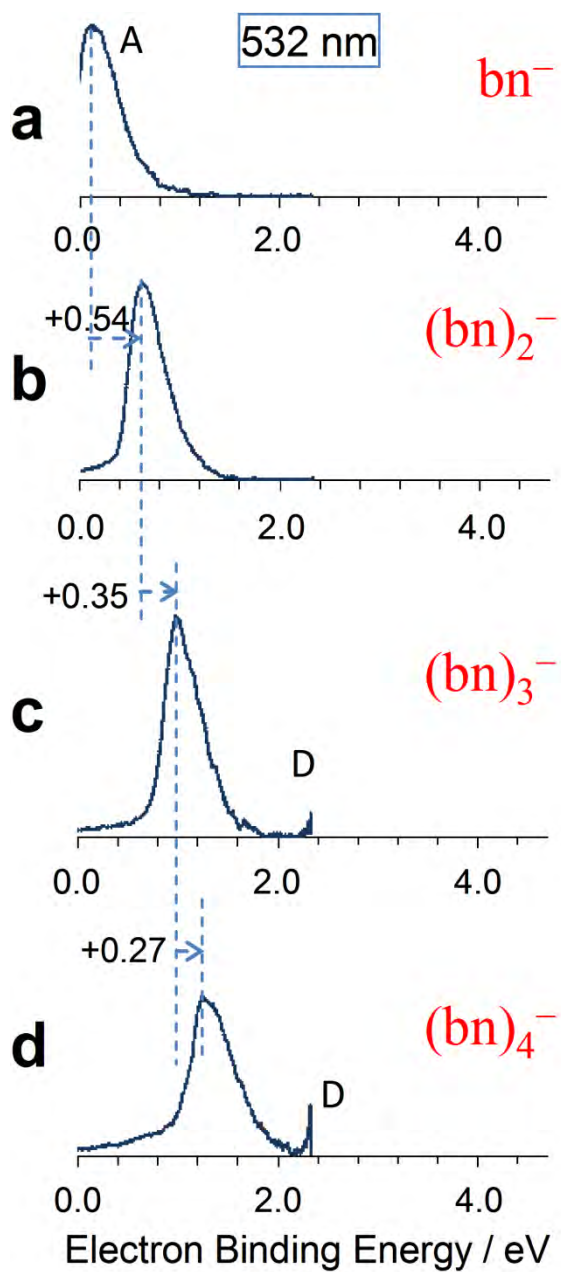 A
532 nm
bn⁻
a
0.0 2.0 4.0
+0.54
(bn)₂⁻
b
0.0 2.0 4.0
+0.35
(bn)₃⁻
c
D
0.0 2.0 4.0
+0.27
(bn)₄⁻
d
D
0.0 2.0 4.0
Electron Binding Energy / eV